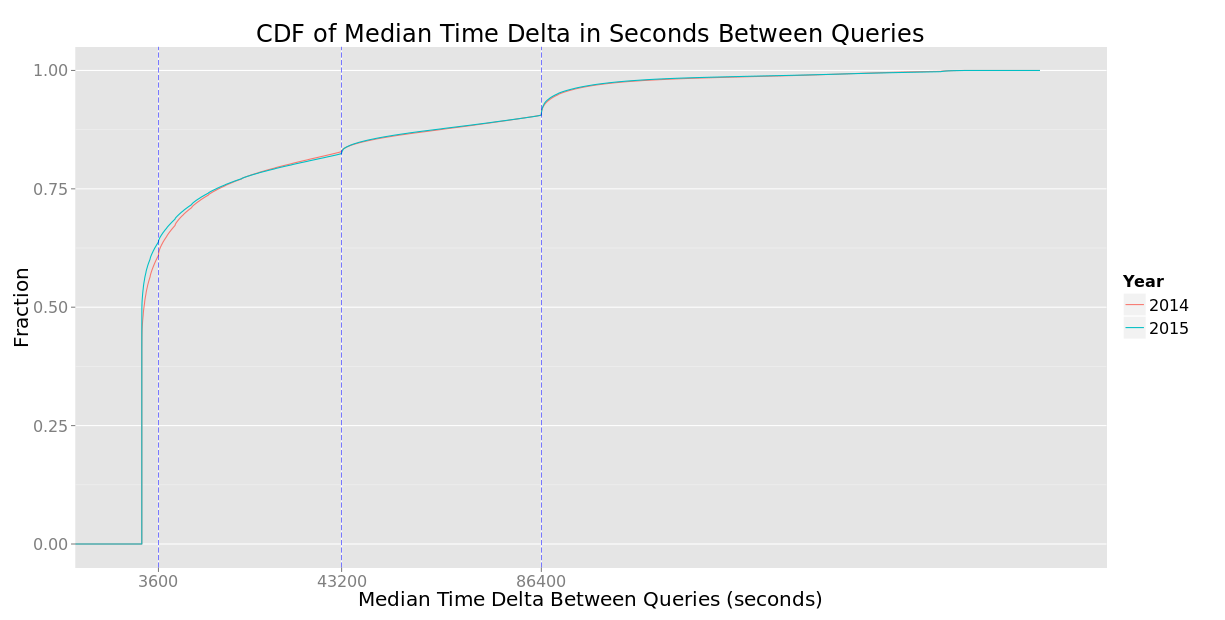 CDF of Median Time Delta in Seconds Between Queries
1.00
0.75
0.50
0.25
0.00
Fraction
3600
43200
86400
Median Time Delta Between Queries (seconds)
Year
2014
2015